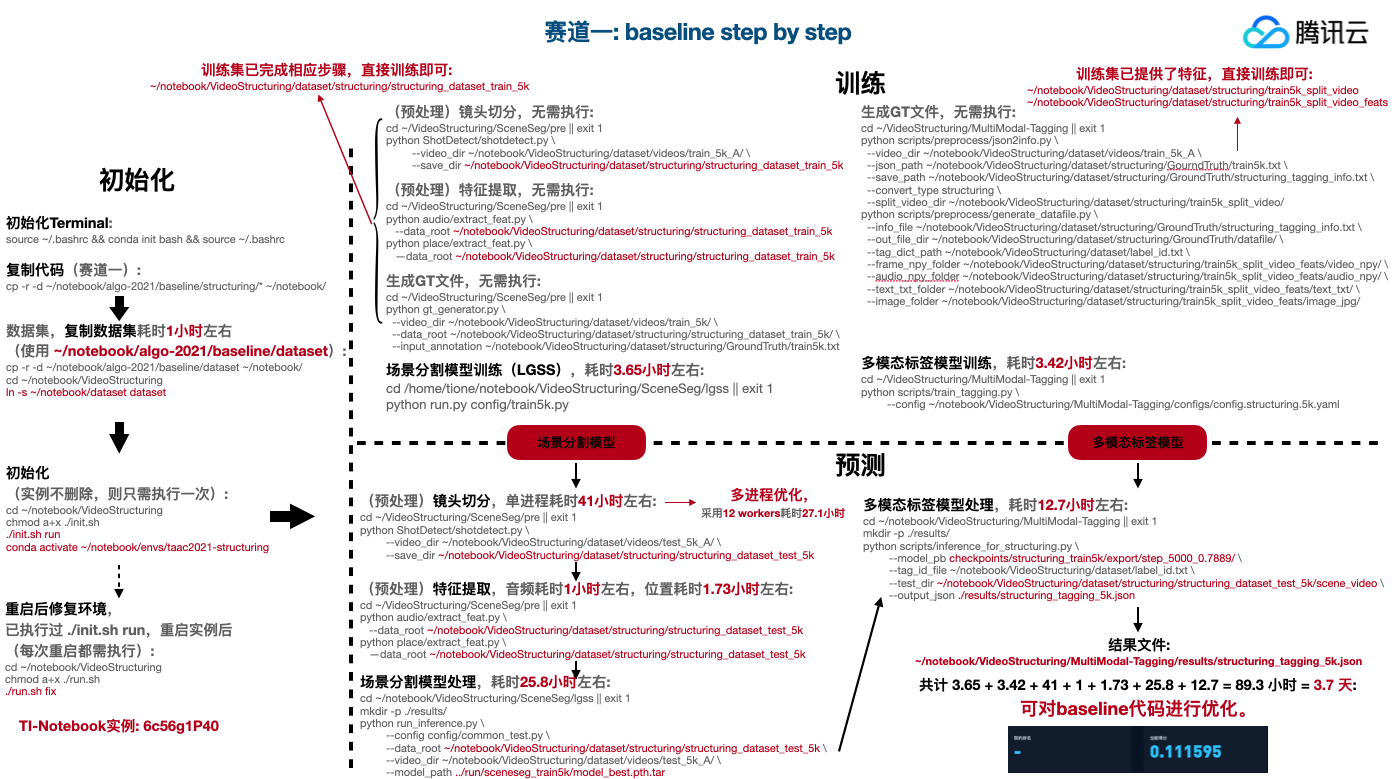 赛道一: baseline step by step
腾讯云
训练集已完成相应步骤，直接训练即可:
~/notebook/VideoStructuring/dataset/structuring/structuring_dataset_train_5k
初始化
初始化Terminal:
source ~/.bashrc && conda init bash && source ~/.bashrc
复制代码（赛道一）:
cp -r -d ~/notebook/algo-2021/baseline/structuring/* ~/notebook/
数据集，复制数据集耗时1小时左右
（使用 ~/notebook/algo-2021/baseline/dataset）:
cp -r -d ~/notebook/algo-2021/baseline/dataset ~/notebook/
cd ~/notebook/VideoStructuring
ln -s ~/notebook/dataset dataset
初始化
（实例不删除，则只需执行一次）:
cd ~/notebook/VideoStructuring
chmod a+x ./init.sh
./init.sh run
conda activate ~/notebook/envs/taac2021-structuring
重启后修复环境,
已执行过 ./init.sh run，重启实例后
（每次重启都需执行）:
cd ~/notebook/VideoStructuring
chmod a+x ./run.sh
./run.sh fix
TI-Notebook实例: 6c56g1P40
训练
（预处理）镜头切分，无需执行:
cd ~/VideoStructuring/SceneSeg/pre || exit 1
python ShotDetect/shotdetect.py \
--video_dir ~/notebook/VideoStructuring/dataset/videos/train_5k_A/ \
--save_dir ~/notebook/VideoStructuring/dataset/structuring/structuring_dataset_train_5k
（预处理）特征提取，无需执行:
cd ~/VideoStructuring/SceneSeg/pre || exit 1
python audio/extract_feat.py \
--data_root ~/notebook/VideoStructuring/dataset/structuring/structuring_dataset_train_5k
python place/extract_feat.py \
—data_root ~/notebook/VideoStructuring/dataset/structuring/structuring_dataset_train_5k
生成GT文件，无需执行:
cd ~/VideoStructuring/SceneSeg/pre || exit 1
python gt_generator.py \
--video_dir ~/notebook/VideoStructuring/dataset/videos/train_5k/ \
--data_root ~/notebook/VideoStructuring/dataset/structuring/structuring_dataset_train_5k/ \
--input_annotation ~/notebook/VideoStructuring/dataset/structuring/GroundTruth/train5k.txt
场景分割模型训练（LGSS）, 耗时3.65小时左右:
cd /home/tione/notebook/VideoStructuring/SceneSeg/lgss || exit 1
python run.py config/train5k.py
训练集已提供了特征，直接训练即可:
~/notebook/VideoStructuring/dataset/structuring/train5k_split_video
~/notebook/VideoStructuring/dataset/structuring/train5k_split_video_feats
生成GT文件，无需执行:
cd ~/VideoStructuring/MultiModal-Tagging || exit 1
python scripts/preprocess/json2info.py \
--video_dir ~/notebook/VideoStructuring/dataset/videos/train_5k_A \
--json_path ~/notebook/VideoStructuring/dataset/structuring/GourndTruth/train5k.txt \
--save_path ~/notebook/VideoStructuring/dataset/structuring/GroundTruth/structuring_tagging_info.txt \
--convert_type structuring \
--split_video_dir ~/notebook/VideoStructuring/dataset/structuring/train5k_split_video/
python scripts/preprocess/generate_datafile.py \
--info_file ~/notebook/VideoStructuring/dataset/structuring/GroundTruth/structuring_tagging_info.txt \
--out_file_dir ~/notebook/VideoStructuring/dataset/structuring/GroundTruth/datafile/ \
--tag_dict_path ~/notebook/VideoStructuring/dataset/label_id.txt \
--frame_npy_folder ~/notebook/VideoStructuring/dataset/structuring/train5k_split_video_feats/video_npy/ \
--audio_npy_folder ~/notebook/VideoStructuring/dataset/structuring/train5k_split_video_feats/audio_npy/ \
--text_txt_folder ~/notebook/VideoStructuring/dataset/structuring/train5k_split_video_feats/text_txt/ \
--image_folder ~/notebook/VideoStructuring/dataset/structuring/train5k_split_video_feats/image_jpg/
多模态标签模型训练，耗时3.42小时左右:
cd ~/VideoStructuring/MultiModal-Tagging || exit 1
python scripts/train_tagging.py \
--config ~/notebook/VideoStructuring/MultiModal-Tagging/configs/config.structuring.5k.yaml
场景分割模型
多模态标签模型
预测
（预处理）镜头切分，单进程耗时41小时左右:
多进程优化，
采用12 workers耗时27.1小时
cd ~/notebook/VideoStructuring/SceneSeg/pre || exit 1
python ShotDetect/shotdetect.py \
--video_dir ~/notebook/VideoStructuring/dataset/videos/test_5k_A/ \
--save_dir ~/notebook/VideoStructuring/dataset/structuring/structuring_dataset_test_5k
（预处理）特征提取，音频耗时1小时左右，位置耗时1.73小时左右:
cd ~/VideoStructuring/SceneSeg/pre || exit 1
python audio/extract_feat.py \
--data_root ~/notebook/VideoStructuring/dataset/structuring/structuring_dataset_test_5k
python place/extract_feat.py \
—data_root ~/notebook/VideoStructuring/dataset/structuring/structuring_dataset_test_5k
场景分割模型处理，耗时25.8小时左右:
cd ~/notebook/VideoStructuring/SceneSeg/lgss || exit 1
mkdir -p ./results/
python run_inference.py \
--config config/common_test.py \
--data_root ~/notebook/VideoStructuring/dataset/structuring/structuring_dataset_test_5k \
--video_dir ~/notebook/VideoStructuring/dataset/videos/test_5k_A/ \
--model_path ../run/sceneseg_train5k/model_best.pth.tar
多模态标签模型处理，耗时12.7小时左右:
cd ~/notebook/VideoStructuring/MultiModal-Tagging || exit 1
mkdir -p ./results/
python scripts/inference_for_structuring.py \
--model_pb checkpoints/structuring_train5k/export/step_5000_0.7889/ \
--tag_id_file ~/notebook/VideoStructuring/dataset/label_id.txt \
--test_dir ~/notebook/VideoStructuring/dataset/structuring/structuring_dataset_test_5k/scene_video \
--output_json ./results/structuring_tagging_5k.json
结果文件:
~/notebook/VideoStructuring/MultiModal-Tagging/results/structuring_tagging_5k.json
共计 3.65 + 3.42 + 41 + 1 + 1.73 + 25.8 + 12.7 = 89.3 小时 = 3.7 天:
可对baseline代码进行优化。
-
0.111595